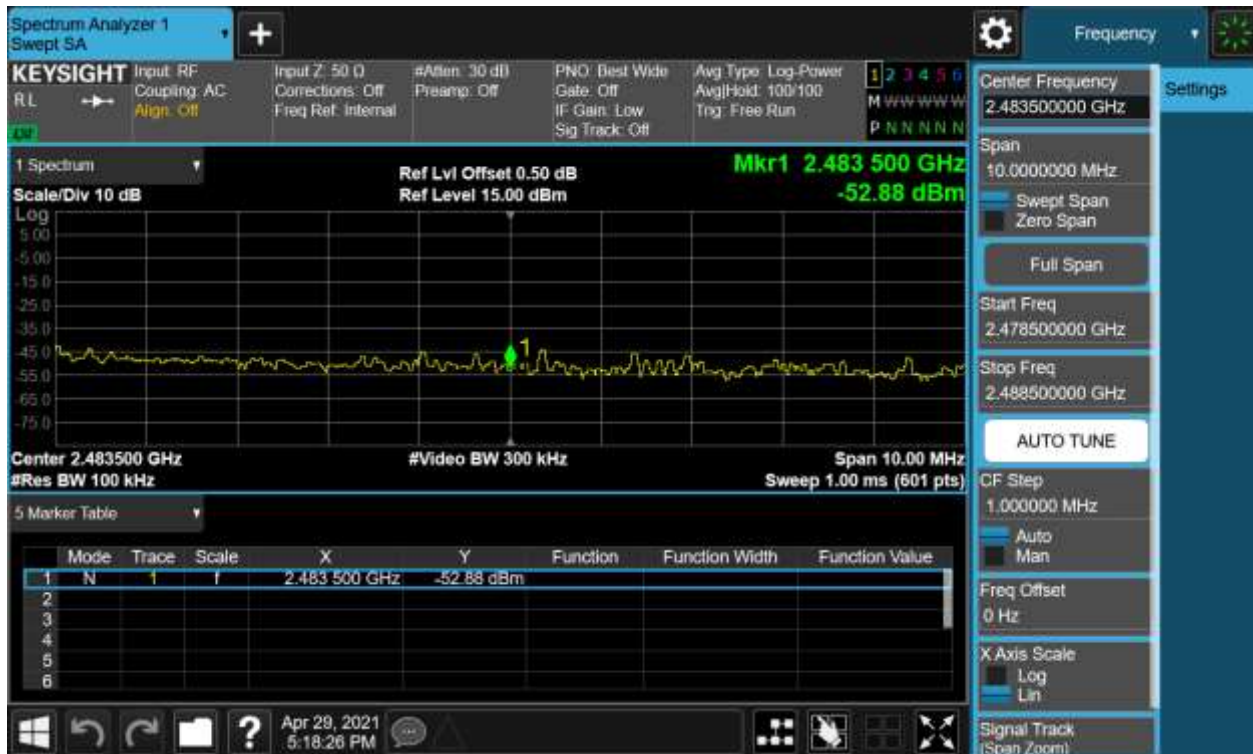 Spectrum Analyzer 1
Swept SA
+
Frequency
KEYSIGHT
RL
Input: RF
Coupling: AC
Align: Off
Input Z: 50 Ω
Corrections: Off
Freq Ref: Internal
#Atten: 30 dB
Preamp: Off
PNO: Best Wide
Gate: Off
IF Gain: Low
Sig Track: Off
Avg Type: Log-Power
Avg|Hold: 100/100
Trig: Free Run
1 2 3 4 5 6
M W W W W W
P N N N N N
1 Spectrum
Scale/Div 10 dB
Ref Lvl Offset 0.50 dB
Ref Level 15.00 dBm
Mkr1 2.483 500 GHz
-52.88 dBm
Log
5.00
-5.00
-15.0
-25.0
-35.0
-45.0
-55.0
-65.0
-75.0
1
Center 2.483500 GHz
#Video BW 300 kHz
Span 10.00 MHz
#Res BW 100 kHz
Sweep 1.00 ms (601 pts)
5 Marker Table
Mode Trace Scale X Y Function Function Width Function Value
1 N 1 f 2.483 500 GHz -52.88 dBm
2
3
4
5
6
?
Apr 29, 2021
5:18:26 PM
Center Frequency
2.483500000 GHz
Span
10.0000000 MHz
Swept Span
Zero Span
Full Span
Start Freq
2.478500000 GHz
Stop Freq
2.488500000 GHz
AUTO TUNE
CF Step
1.000000 MHz
Auto
Man
Freq Offset
0 Hz
X Axis Scale
Log
Lin
Signal Track
(Span Zoom)
Settings